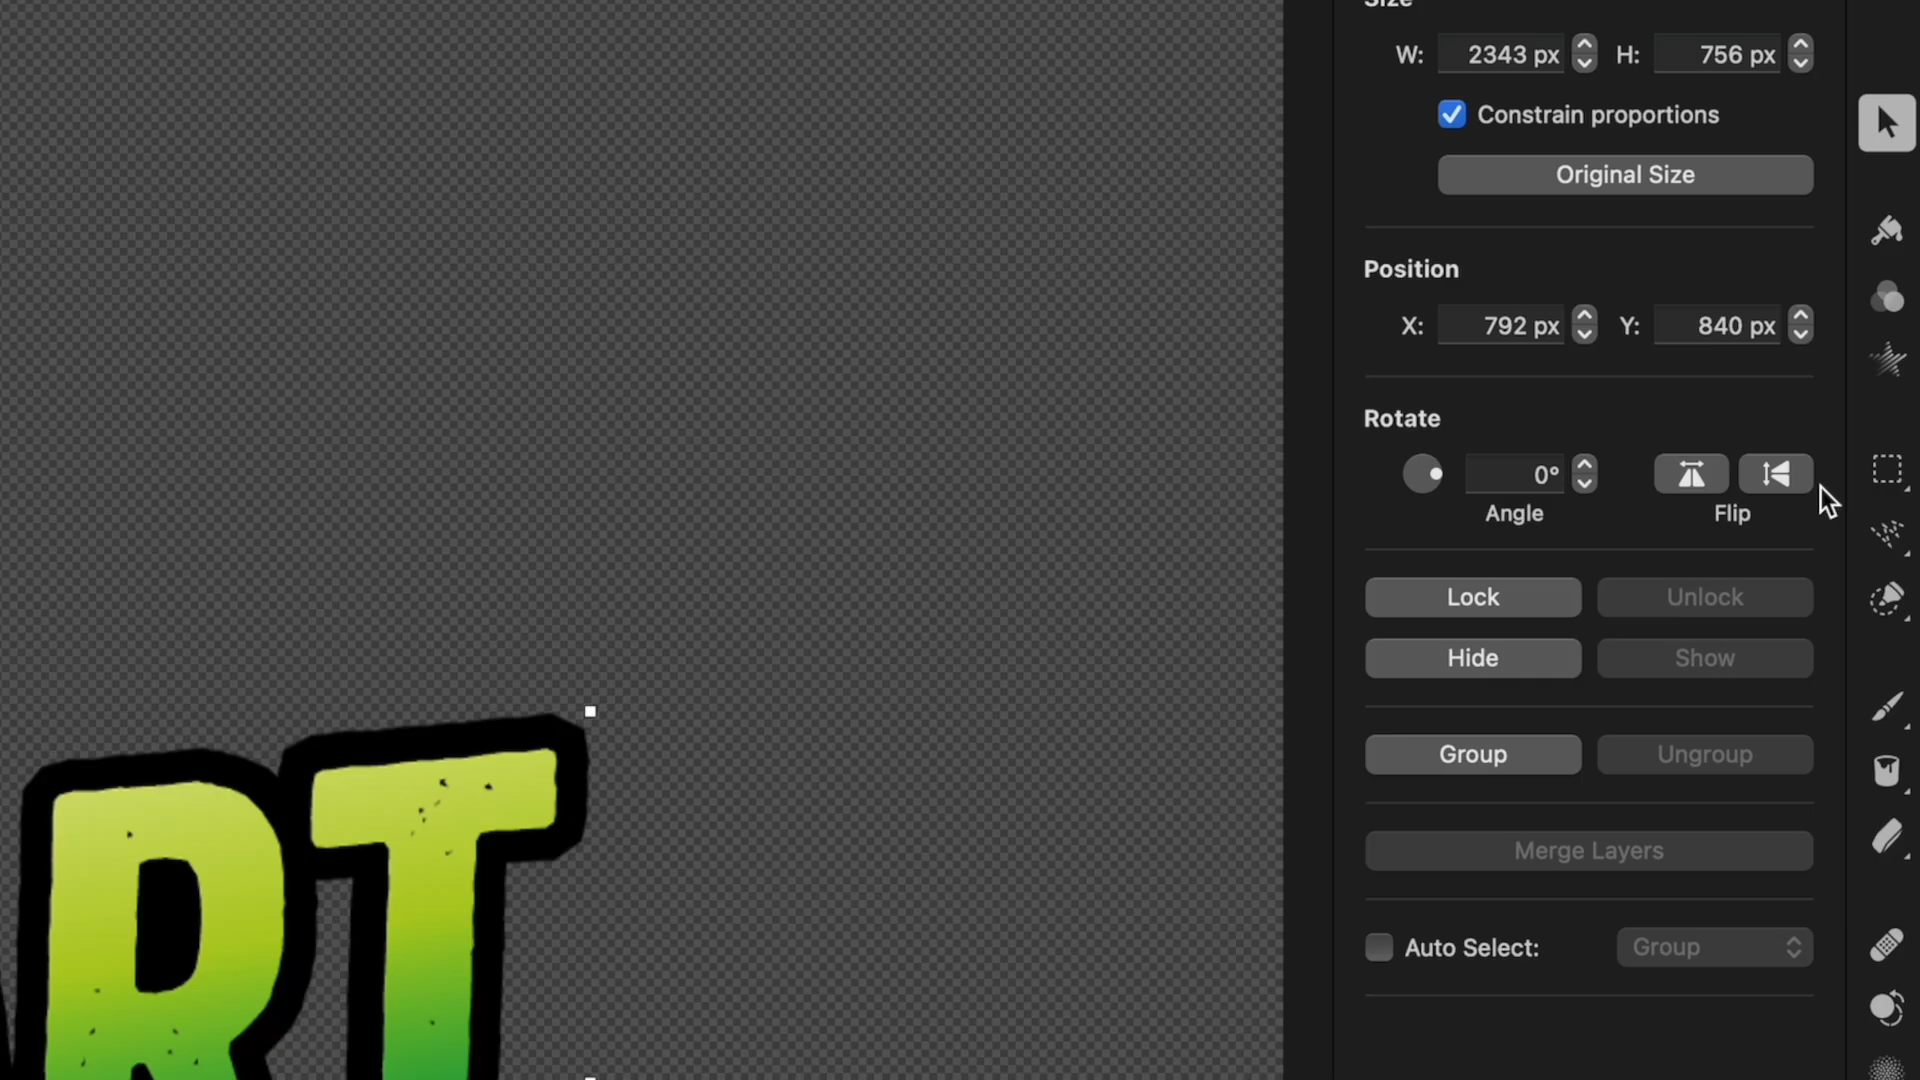 Size
W: 2343 px H: 756 px
Constrain proportions
Original Size
Position
X: 792 px Y: 840 px
Rotate
0°
Angle Flip
Lock Unlock
Hide Show
Group Ungroup
Merge Layers
Auto Select: Group
RT